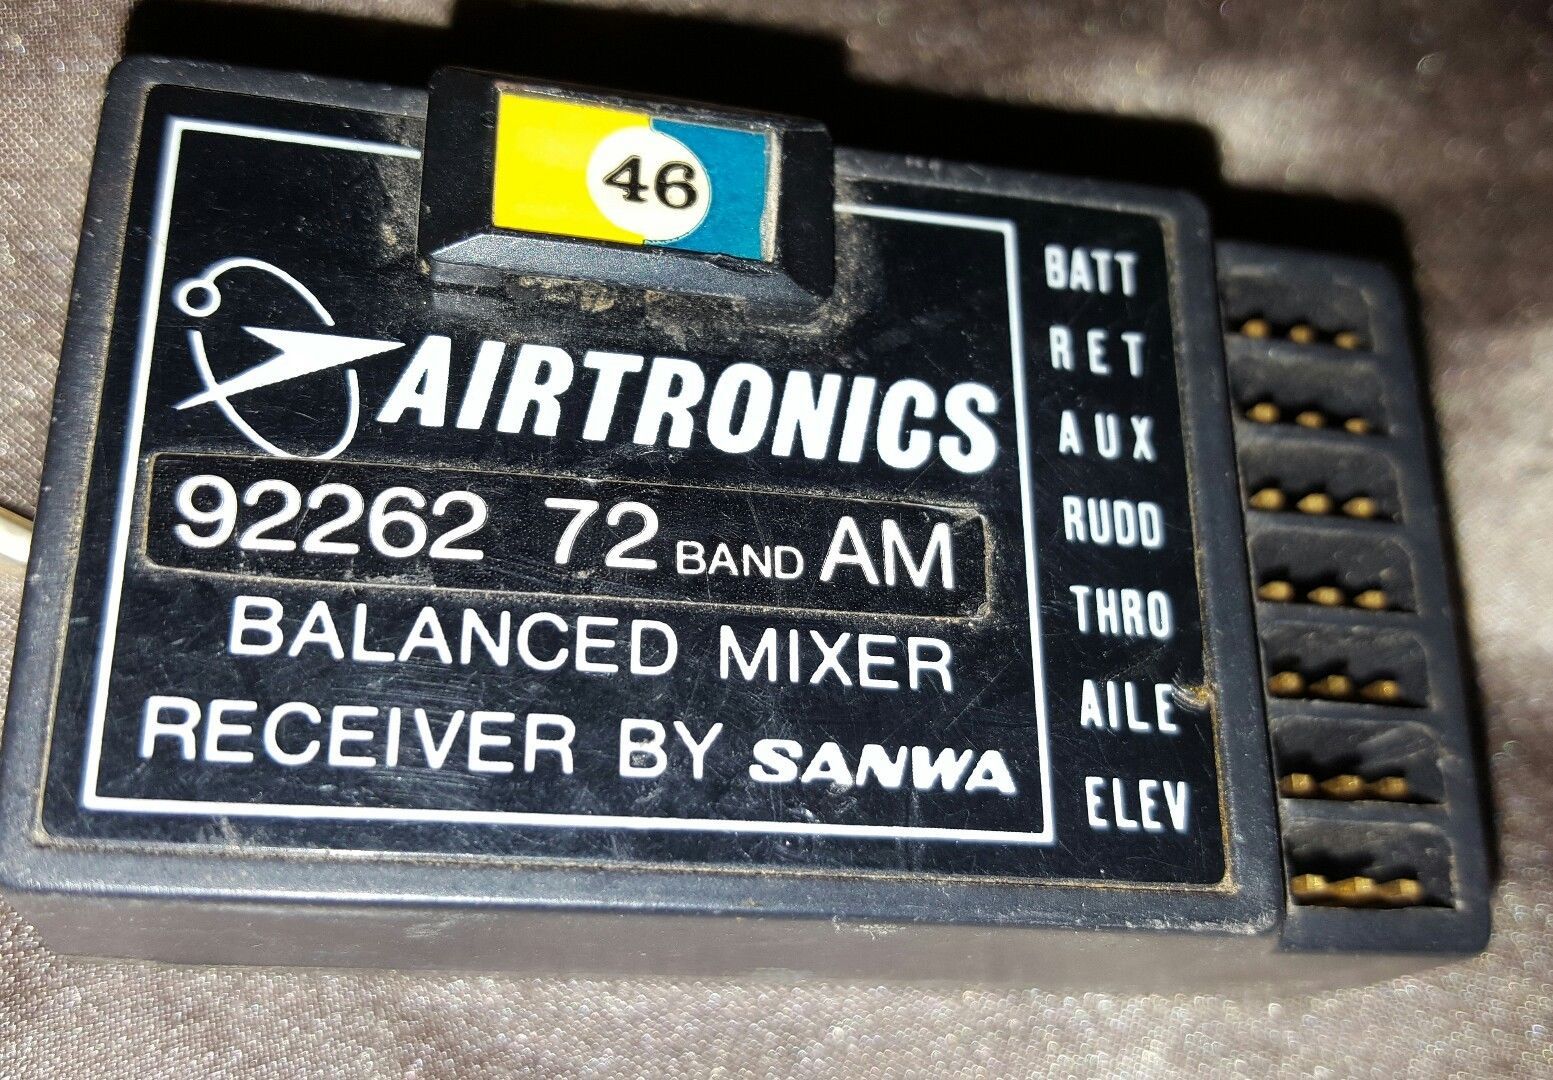 46
AIRTRONICS
92262 72 BAND AM
BALANCED MIXER
RECEIVER BY SANWA
BATT
RET
AUX
RUDD
THRO
AILE
ELEV